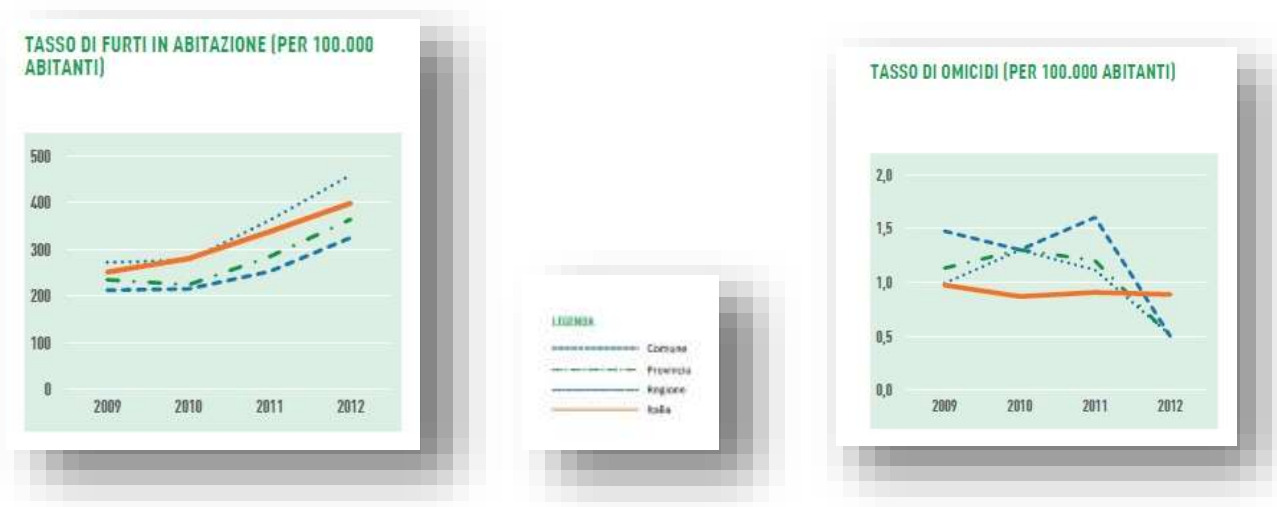 TASSO DI FURTI IN ABITAZIONE (PER 100.000
ABITANTI)
500
400
300
200
100
0
2009 2010 2011 2012
LEGENDA
Comune
Provincia
Regione
Italia
TASSO DI OMICIDI (PER 100.000 ABITANTI)
2,0
1,5
1,0
0,5
0,0
2009 2010 2011 2012